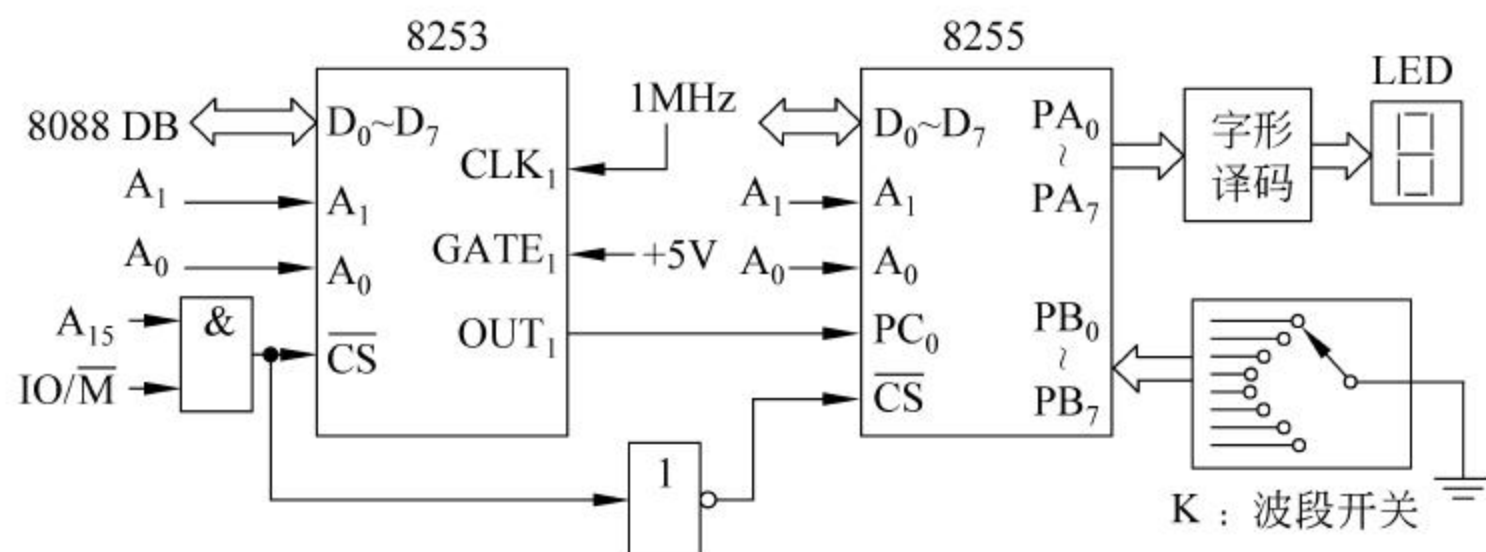 8253
8255
LED
8088 DB
D₀~D₇
1MHz
D₀~D₇
PA₀
~
PA₇
字形
译码
CLK₁
A₁
A₁
A₁
A₁
GATE₁
+5V
A₀
A₀
A₀
A₀
A₁₅
&
OUT₁
PC₀
PB₀
~
PB₇
IO/M̅
C̅S̅
C̅S̅
1
K：波段开关